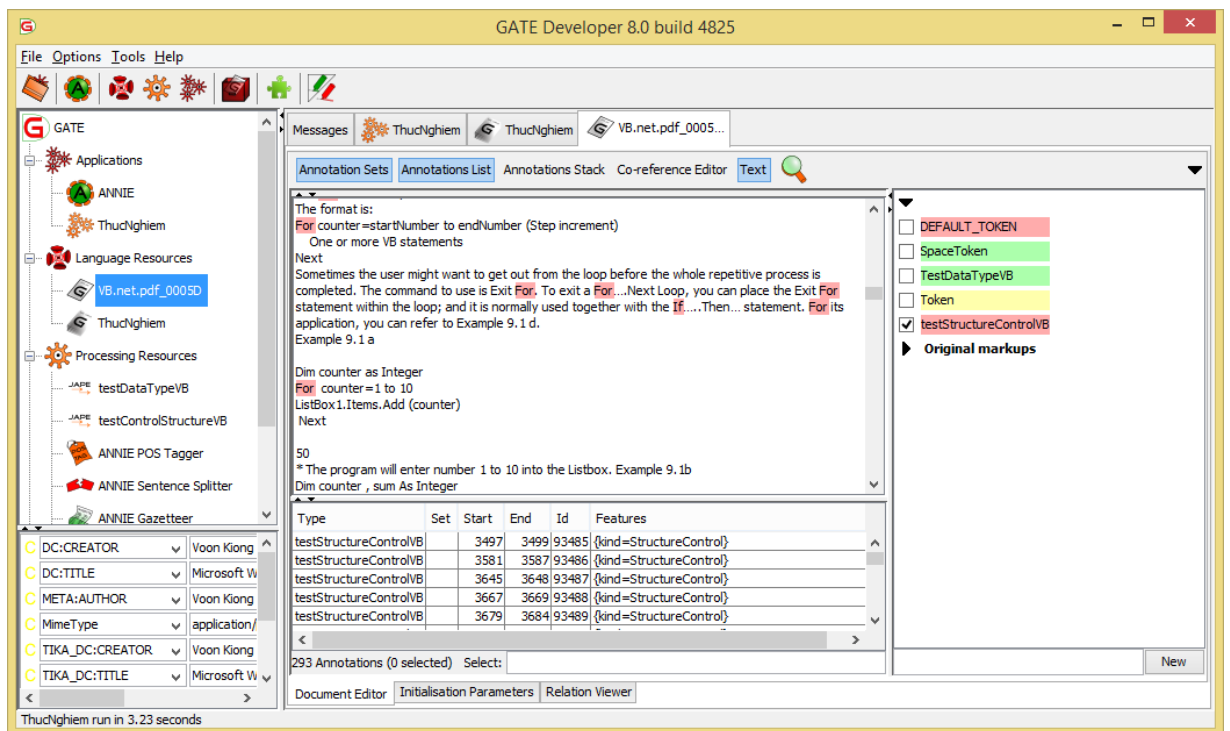 GATE Developer 8.0 build 4825
File Options Tools Help
GATE
Applications
ANNIE
ThucNghiem
Language Resources
VB.net.pdf_0005D
ThucNghiem
Processing Resources
JAPE testDataTypeVB
JAPE testControlStructureVB
ANNIE POS Tagger
ANNIE Sentence Splitter
ANNIE Gazetteer
C DC:CREATOR Voon Kiong
C DC:TITLE Microsoft W
C META:AUTHOR Voon Kiong
C MimeType application/
C TIKA_DC:CREATOR Voon Kiong
C TIKA_DC:TITLE Microsoft W
Messages ThucNghiem ThucNghiem VB.net.pdf_0005...
Annotation Sets Annotations List Annotations Stack Co-reference Editor Text
The format is:
For counter=startNumber to endNumber (Step increment)
One or more VB statements
Next
Sometimes the user might want to get out from the loop before the whole repetitive process is
completed. The command to use is Exit For. To exit a For....Next Loop, you can place the Exit For
statement within the loop; and it is normally used together with the If.....Then... statement. For its
application, you can refer to Example 9.1 d.
Example 9.1 a
Dim counter as Integer
For counter=1 to 10
ListBox1.Items.Add (counter)
Next
50
* The program will enter number 1 to 10 into the Listbox. Example 9.1b
Dim counter , sum As Integer
DEFAULT_TOKEN
SpaceToken
TestDataTypeVB
Token
testStructureControlVB
Original markups
Type Set Start End Id Features
testStructureControlVB 3497 3499 93485 {kind=StructureControl}
testStructureControlVB 3581 3587 93486 {kind=StructureControl}
testStructureControlVB 3645 3648 93487 {kind=StructureControl}
testStructureControlVB 3667 3669 93488 {kind=StructureControl}
testStructureControlVB 3679 3684 93489 {kind=StructureControl}
293 Annotations (0 selected) Select:
New
Document Editor Initialisation Parameters Relation Viewer
ThucNghiem run in 3.23 seconds